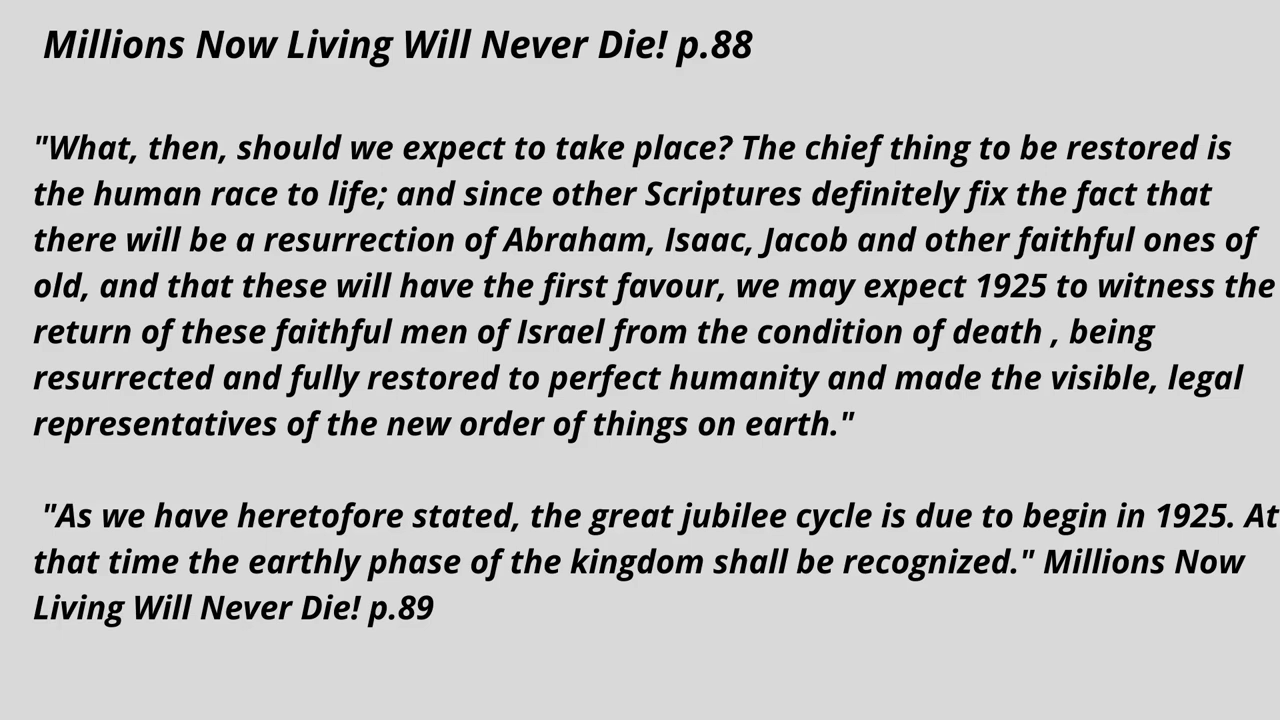 Millions Now Living Will Never Die! p.88
"What, then, should we expect to take place? The chief thing to be restored is
the human race to life; and since other Scriptures definitely fix the fact that
there will be a resurrection of Abraham, Isaac, Jacob and other faithful ones of
old, and that these will have the first favour, we may expect 1925 to witness the
return of these faithful men of Israel from the condition of death , being
resurrected and fully restored to perfect humanity and made the visible, legal
representatives of the new order of things on earth."
"As we have heretofore stated, the great jubilee cycle is due to begin in 1925. At
that time the earthly phase of the kingdom shall be recognized." Millions Now
Living Will Never Die! p.89